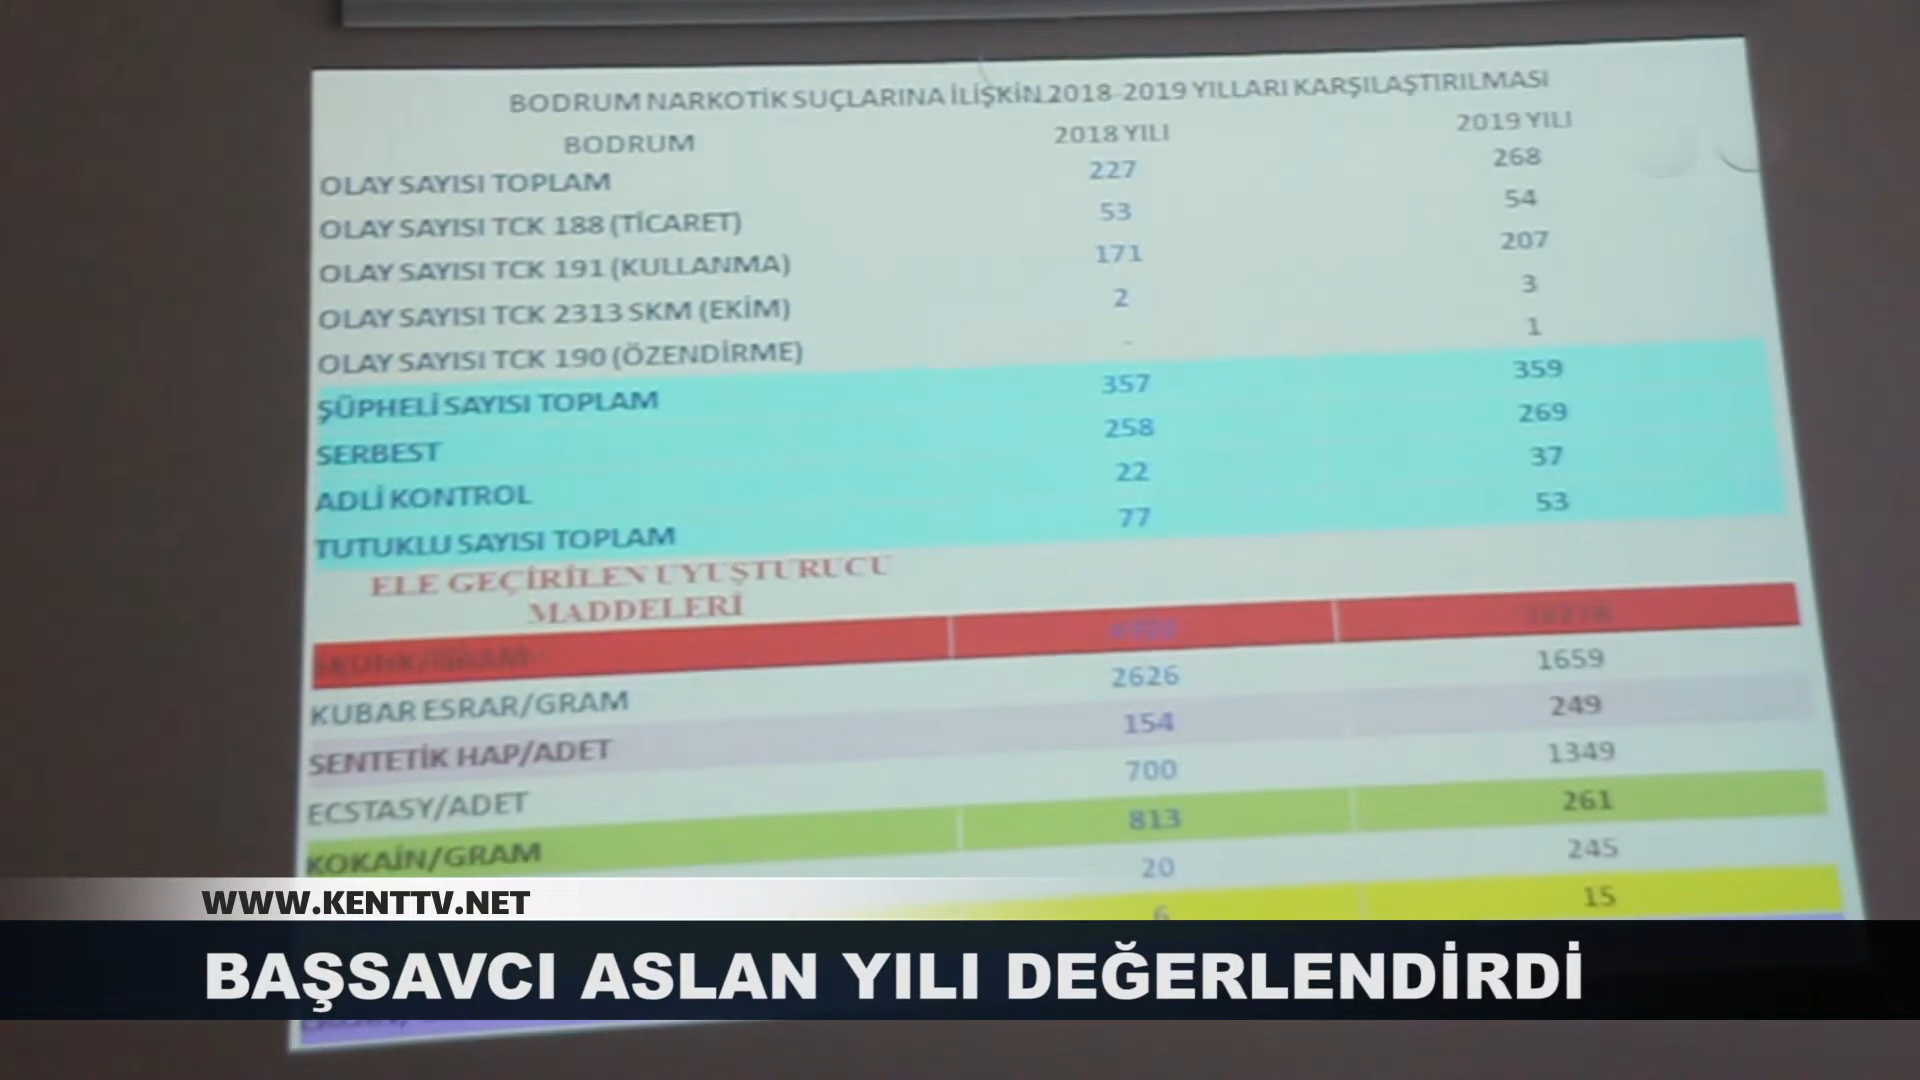 BODRUM NARKOTİK SUÇLARINA İLİŞKİN 2018-2019 YILLARI KARŞILAŞTIRILMASI
BODRUM 2018 YILI 2019 YILI
OLAY SAYISI TOPLAM 227 268
OLAY SAYISI TCK 188 (TİCARET) 53 54
OLAY SAYISI TCK 191 (KULLANMA) 171 207
OLAY SAYISI TCK 2313 SKM (EKİM) 2 3
OLAY SAYISI TCK 190 (ÖZENDİRME) - 1
ŞÜPHELİ SAYISI TOPLAM 357 359
SERBEST 258 269
ADLİ KONTROL 22 37
TUTUKLU SAYISI TOPLAM 77 53
ELE GEÇİRİLEN UYUŞTURUCU
MADDELERİ
KUBAR ESRAR/GRAM 2626 1659
SENTETİK HAP/ADET 154 249
ECSTASY/ADET 700 1349
KOKAİN/GRAM 813 261
20 245
6 15
WWW.KENTTV.NET
BAŞSAVCI ASLAN YILI DEĞERLENDİRDİ